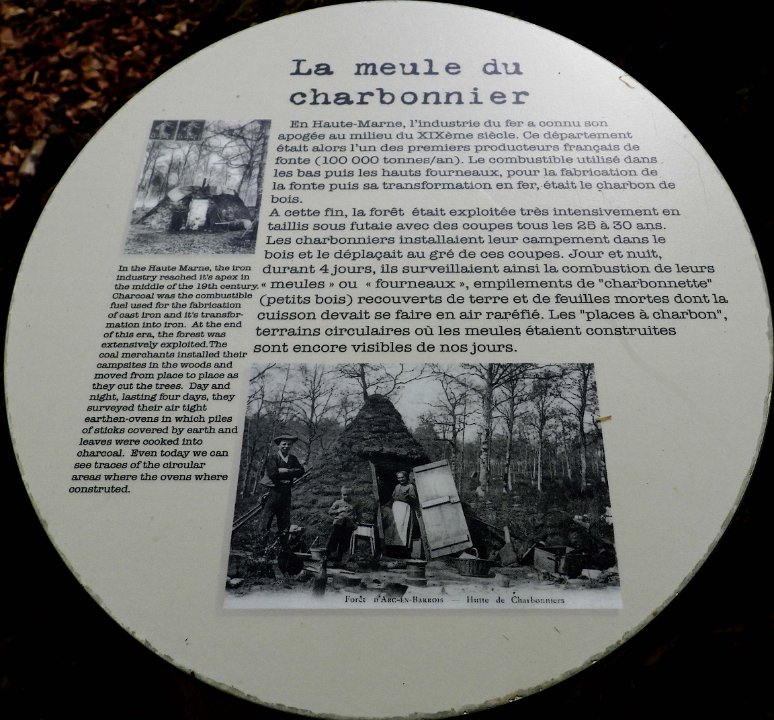 La meule du
charbonnier
En Haute-Marne, l'industrie du fer a connu son
apogée au milieu du XIXème siècle. Ce département
était alors l'un des premiers producteurs français de
fonte (100 000 tonnes/an). Le combustible utilisé dans
les bas puis les hauts fourneaux, pour la fabrication de
la fonte puis sa transformation en fer, était le charbon de
bois.
A cette fin, la forêt était exploitée très intensivement en
taillis sous futaie avec des coupes tous les 25 à 30 ans.
Les charbonniers installaient leur campement dans le
bois et le déplaçait au gré de ces coupes. Jour et nuit,
durant 4 jours, ils surveillaient ainsi la combustion de leurs
« meules » ou « fourneaux », empilements de "charbonnette"
(petits bois) recouverts de terre et de feuilles mortes dont la
cuisson devait se faire en air raréfié. Les "places à charbon",
terrains circulaires où les meules étaient construites
sont encore visibles de nos jours.
In the Haute Marne, the iron
industry reached it's apex in
the middle of the 19th century.
Charcoal was the combustible
fuel used for the fabrication
of cast iron and it's transfor-
mation into iron. At the end
of this era, the forest was
extensively exploited.The
coal merchants installed their
campsites in the woods and
moved from place to place as
they cut the trees. Day and
night, lasting four days, they
surveyed their air tight
earthen-ovens in which piles
of sticks covered by earth and
leaves were cooked into
charcoal. Even today we can
see traces of the circular
areas where the ovens where
construted.
Forêt d'Arc-en-Barrois — Hutte de Charbonniers